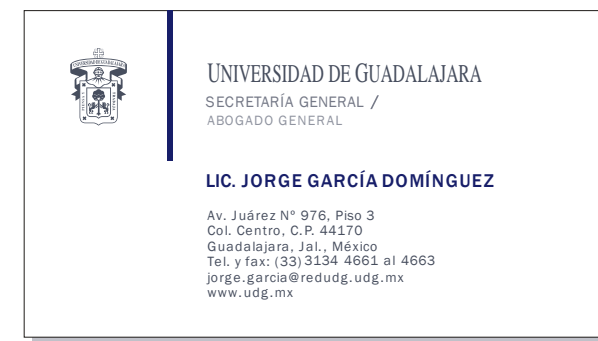 UNIVERSIDAD DE GUADALAJARA
SECRETARÍA GENERAL /
ABOGADO GENERAL
LIC. JORGE GARCÍA DOMÍNGUEZ
Av. Juárez N° 976, Piso 3
Col. Centro, C.P. 44170
Guadalajara, Jal., México
Tel. y fax: (33) 3134 4661 al 4663
jorge.garcia@redudg.udg.mx
www.udg.mx